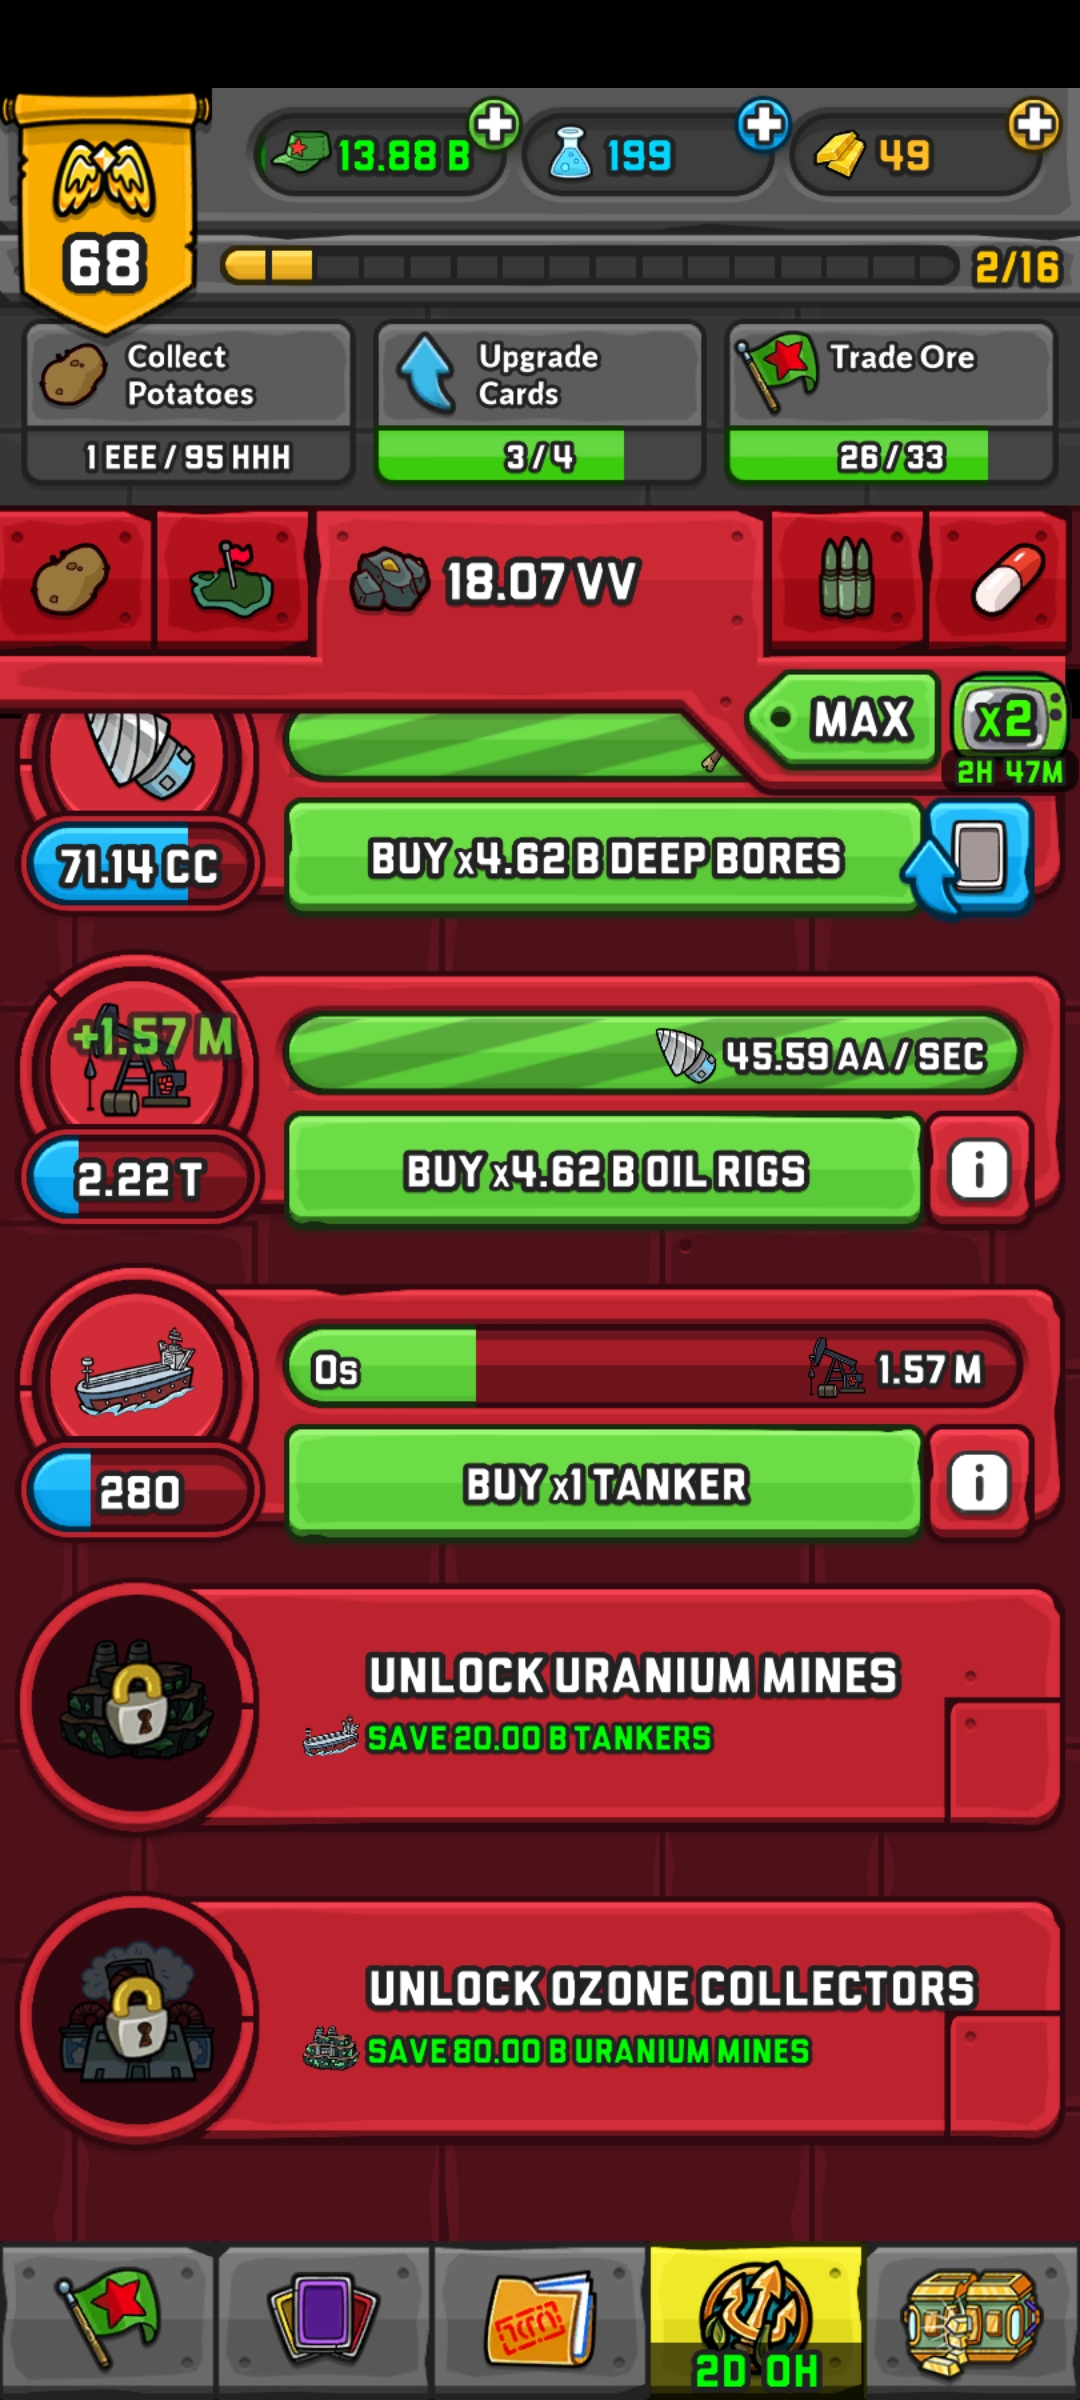 13.88 B
199
49
68
2/16
Collect
Potatoes
Upgrade
Cards
Trade Ore
1 EEE / 95 HHH
3/4
26/33
18.07 VV
MAX
x2
2H 47M
71.14 CC
BUY x4.62 B DEEP BORES
+1.57 M
45.59 AA / SEC
2.22 T
BUY x4.62 B OIL RIGS
i
0s
1.57 M
280
BUY x1 TANKER
i
UNLOCK URANIUM MINES
SAVE 20.00 B TANKERS
UNLOCK OZONE COLLECTORS
SAVE 80.00 B URANIUM MINES
2D 0H